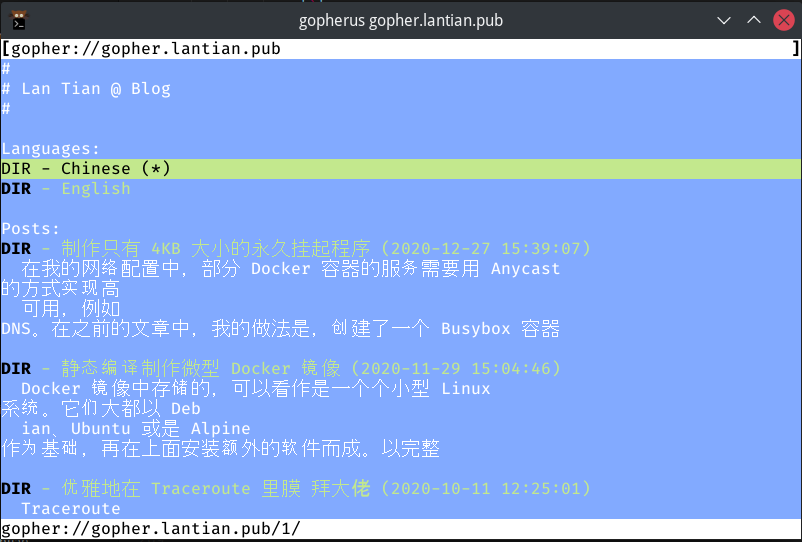 gopherus gopher.lantian.pub
[gopher://gopher.lantian.pub ]
#
# Lan Tian @ Blog
#
Languages:
DIR - Chinese (*)
DIR - English
Posts:
DIR - 制作只有 4KB 大小的永久挂起程序 (2020-12-27 15:39:07)
在我的网络配置中，部分 Docker 容器的服务需要用 Anycast
的方式实现高
可用，例如
DNS。在之前的文章中，我的做法是，创建了一个 Busybox 容器
DIR - 静态编译制作微型 Docker 镜像 (2020-11-29 15:04:46)
Docker 镜像中存储的，可以看作是一个个小型 Linux
系统。它们大都以 Deb
ian、Ubuntu 或是 Alpine
作为基础，再在上面安装额外的软件而成。以完整
DIR - 优雅地在 Traceroute 里膜 拜大佬 (2020-10-11 12:25:01)
Traceroute
gopher://gopher.lantian.pub/1/